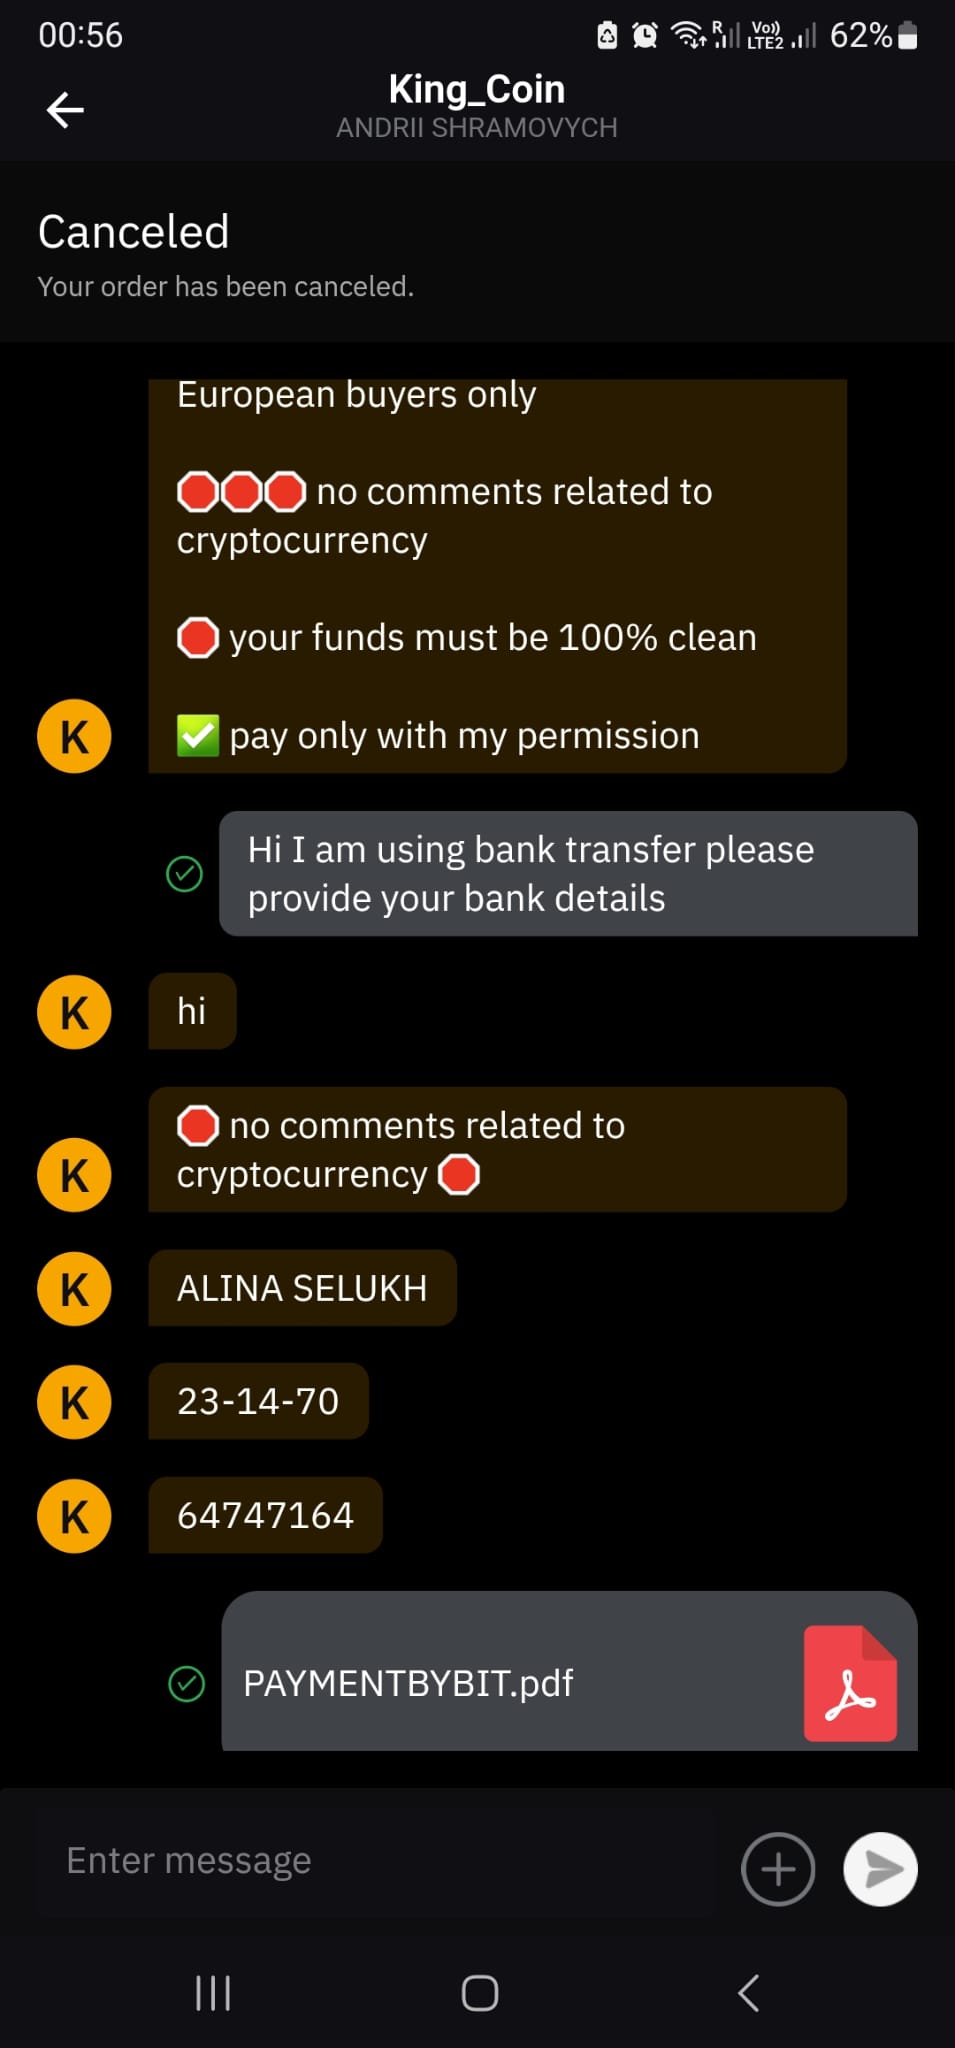 00:56
R
Vo))
LTE2
62%
King_Coin
ANDRII SHRAMOVYCH
Canceled
Your order has been canceled.
European buyers only
🛑🛑🛑 no comments related to
cryptocurrency
🛑 your funds must be 100% clean
✅ pay only with my permission
K
Hi I am using bank transfer please
provide your bank details
K
hi
🛑 no comments related to
cryptocurrency 🛑
K
K
ALINA SELUKH
K
23-14-70
K
64747164
PAYMENTBYBIT.pdf
Enter message